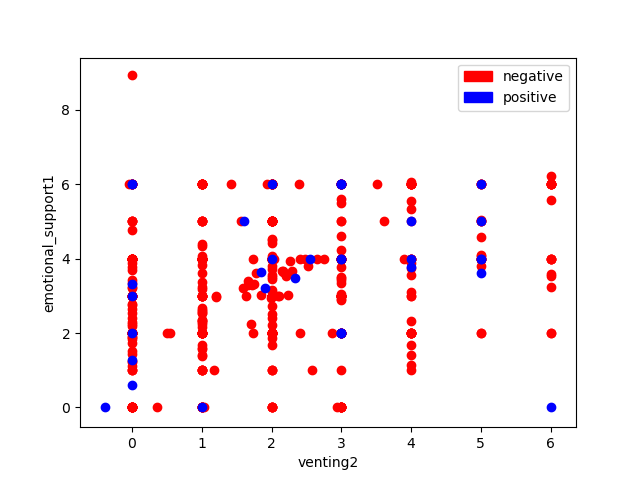 negative
positive
8
6
4
2
0
emotional_support1
0 1 2 3 4 5 6
venting2